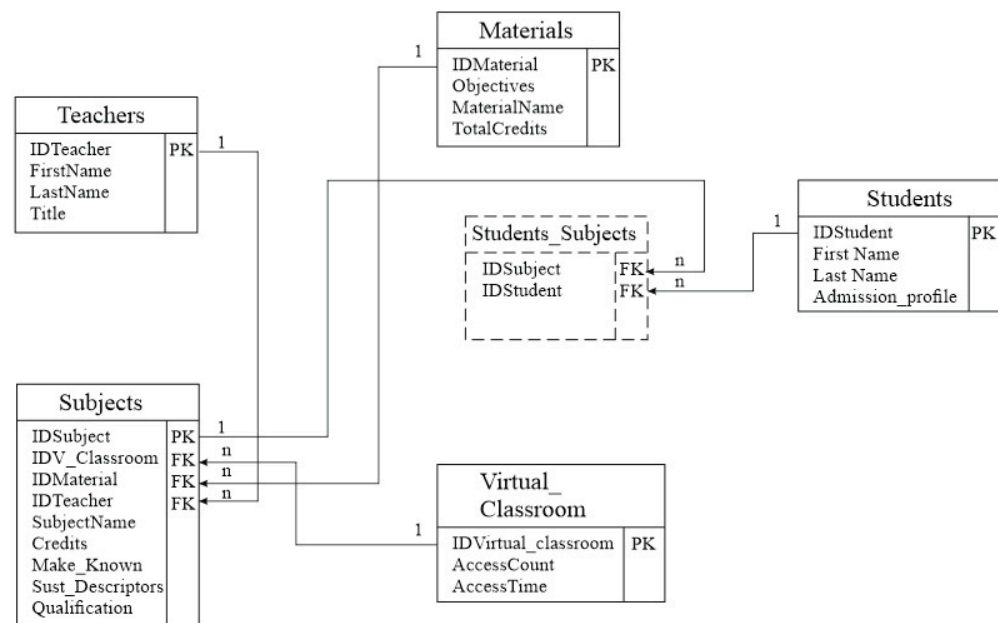 Materials
IDMaterial PK
Objectives
MaterialName
TotalCredits
1
Teachers
IDTeacher PK
FirstName
LastName
Title
1
Students_Subjects
IDSubject FK
IDStudent FK
n
n
Students
IDStudent PK
First Name
Last Name
Admission_profile
1
Subjects
IDSubject PK
IDV_Classroom FK
IDMaterial FK
IDTeacher FK
SubjectName
Credits
Make_Known
Sust_Descriptors
Qualification
1
n
n
n
Virtual_
Classroom
IDVirtual_classroom PK
AccessCount
AccessTime
1